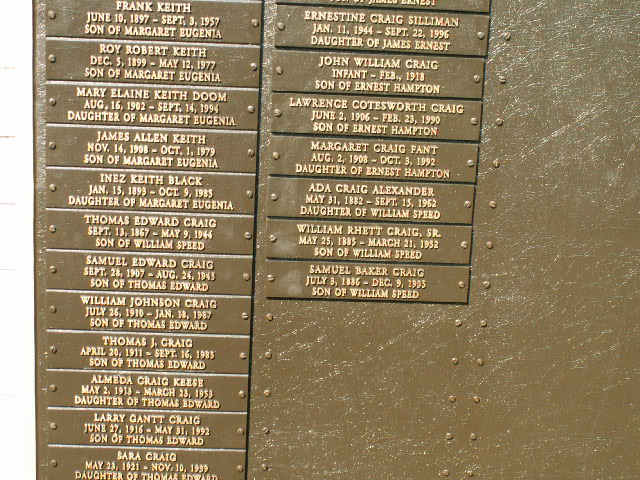 FRANK KEITH
JUNE 10, 1897 - SEPT, 3, 1957
SON OF MARGARET EUGENIA
ROY ROBERT KEITH
DEC. 5, 1899 - MAY 12, 1977
SON OF MARGARET EUGENIA
MARY ELAINE KEITH DOOM
AUG, 16, 1902 - SEPT, 14, 1994
DAUGHTER OF MARGARET EUGENIA
JAMES ALLEN KEITH
NOV. 14, 1908 - OCT, 1, 1979
SON OF MARGARET EUGENIA
INEZ KEITH BLACK
JAN. 15, 1893 - OCT, 9, 1985
DAUGHTER OF MARGARET EUGENIA
THOMAS EDWARD CRAIG
SEPT. 13, 1867 - MAY 9, 1944
SON OF WILLIAM SPEED
SAMUEL EDWARD CRAIG
SEPT. 28, 1907 - AUG. 24, 1943
SON OF THOMAS EDWARD
WILLIAM JOHNSON CRAIG
JULY 26, 1910 - JAN. 18, 1987
SON OF THOMAS EDWARD
THOMAS J. CRAIG
APRIL 20, 1911 - SEPT. 16, 1985
SON OF THOMAS EDWARD
ALMEDA CRAIG KEESE
MAY 2, 1913 - MARCH 23, 1953
DAUGHTER OF THOMAS EDWARD
LARRY GANTT CRAIG
JUNE 27, 1916 - MAY 31, 1992
SON OF THOMAS EDWARD
SARA CRAIG
MAY 23, 1921 - NOV. 10, 1939
DAUGHTER OF THOMAS EDWARD
SON OF JAMES ERNEST
ERNESTINE CRAIG SILLIMAN
JAN. 11, 1944 - SEPT. 22, 1996
DAUGHTER OF JAMES ERNEST
JOHN WILLIAM CRAIG
INFANT - FEB., 1918
SON OF ERNEST HAMPTON
LAWRENCE COTESWORTH CRAIG
JUNE 2, 1906 - FEB. 23, 1990
SON OF ERNEST HAMPTON
MARGARET CRAIG FANT
AUG. 2, 1908 - OCT. 3, 1992
DAUGHTER OF ERNEST HAMPTON
ADA CRAIG ALEXANDER
MAY 31, 1882 - SEPT. 15, 1962
DAUGHTER OF WILLIAM SPEED
WILLIAM RHETT CRAIG, SR.
MAY 25, 1885 - MARCH 21, 1952
SON OF WILLIAM SPEED
SAMUEL BAKER CRAIG
JULY 3, 1886 - DEC. 9, 1935
SON OF WILLIAM SPEED